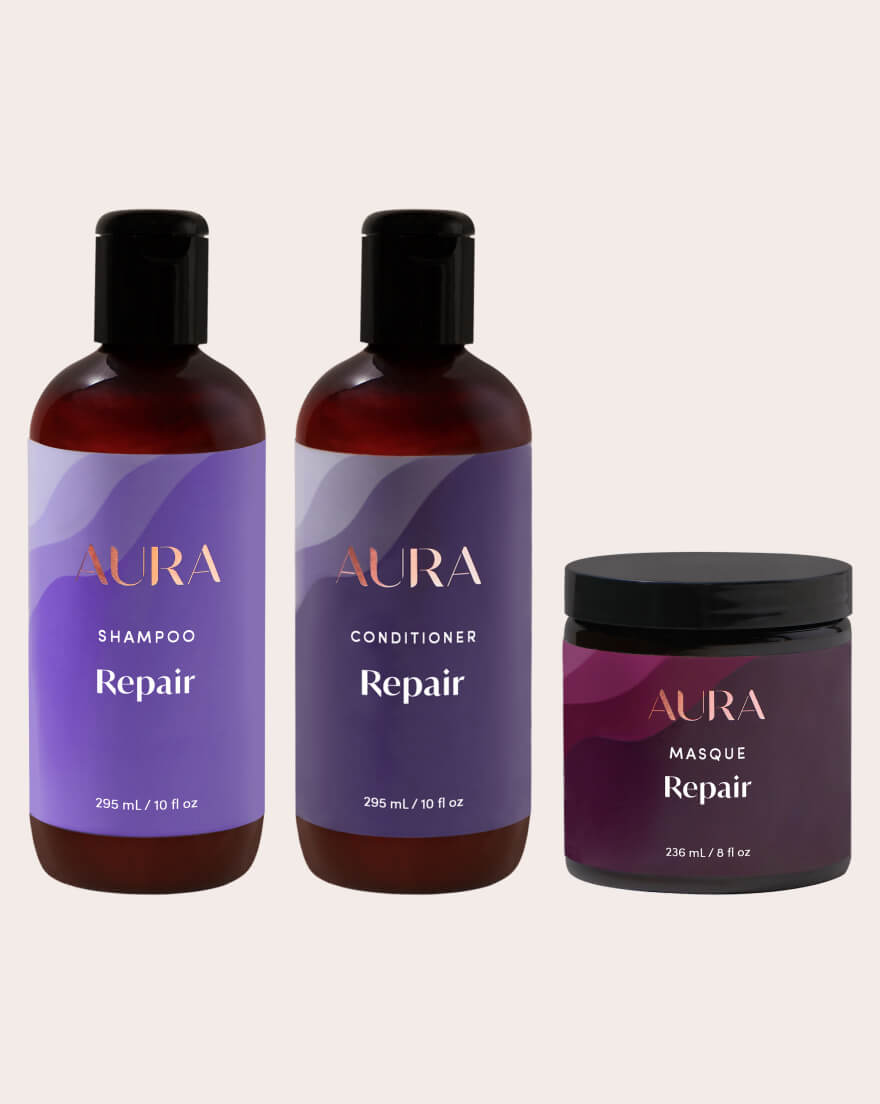 AURA
SHAMPOO
Repair
295 mL / 10 fl oz
AURA
CONDITIONER
Repair
295 mL / 10 fl oz
AURA
MASQUE
Repair
236 mL / 8 fl oz